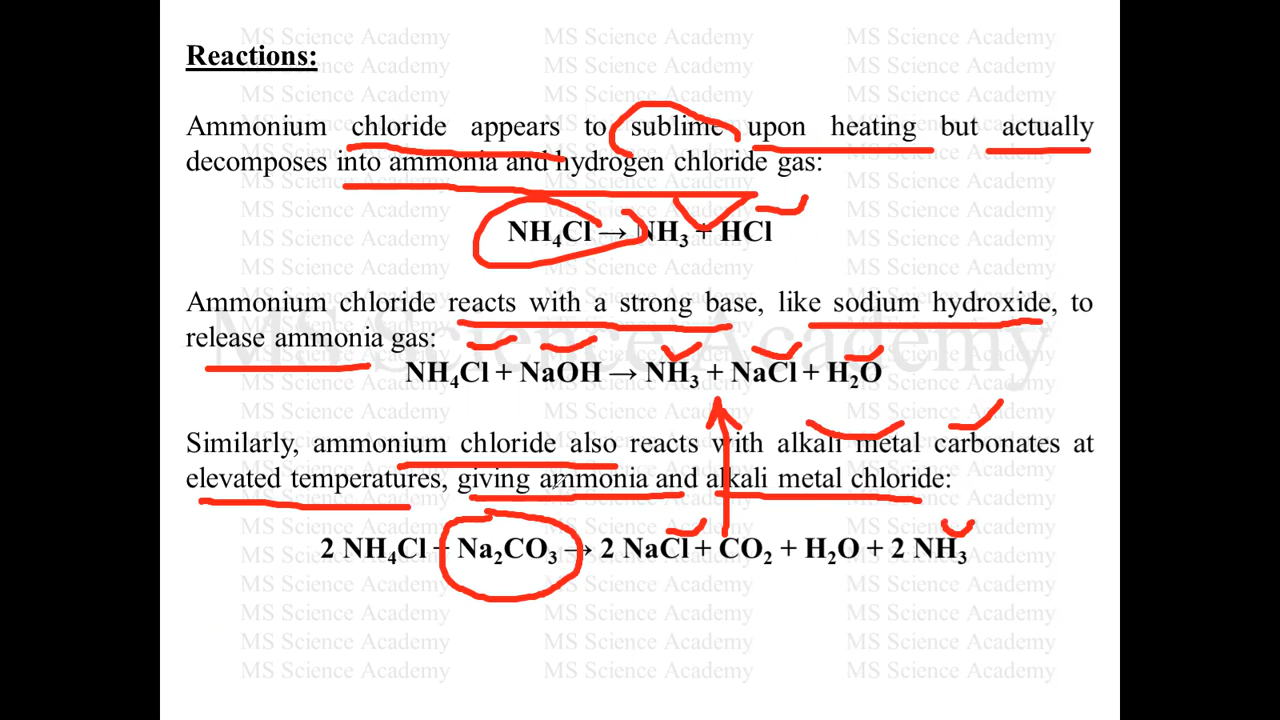 Reactions:
Ammonium chloride appears to sublime upon heating but actually
decomposes into ammonia and hydrogen chloride gas:
NH₄Cl → NH₃ + HCl
Ammonium chloride reacts with a strong base, like sodium hydroxide, to
release ammonia gas:
NH₄Cl + NaOH → NH₃ + NaCl + H₂O
Similarly, ammonium chloride also reacts with alkali metal carbonates at
elevated temperatures, giving ammonia and alkali metal chloride:
2 NH₄Cl + Na₂CO₃ → 2 NaCl + CO₂ + H₂O + 2 NH₃
MS Science Academy